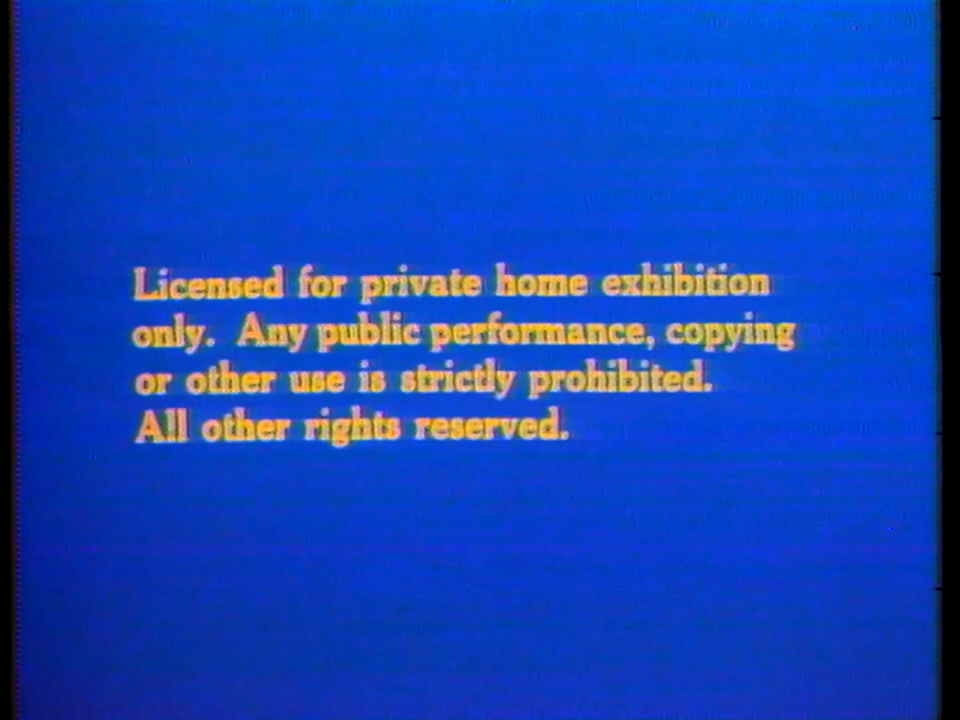 Licensed for private home exhibition
only. Any public performance, copying
or other use is strictly prohibited.
All other rights reserved.